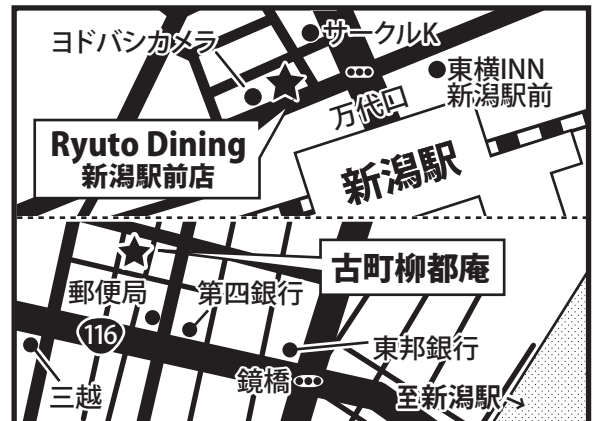 ヨドバシカメラ
サークルK
東横INN
新潟駅前
万代口
Ryuto Dining
新潟駅前店
新潟駅
古町柳都庵
郵便局
第四銀行
116
東邦銀行
鏡橋
三越
至新潟駅→